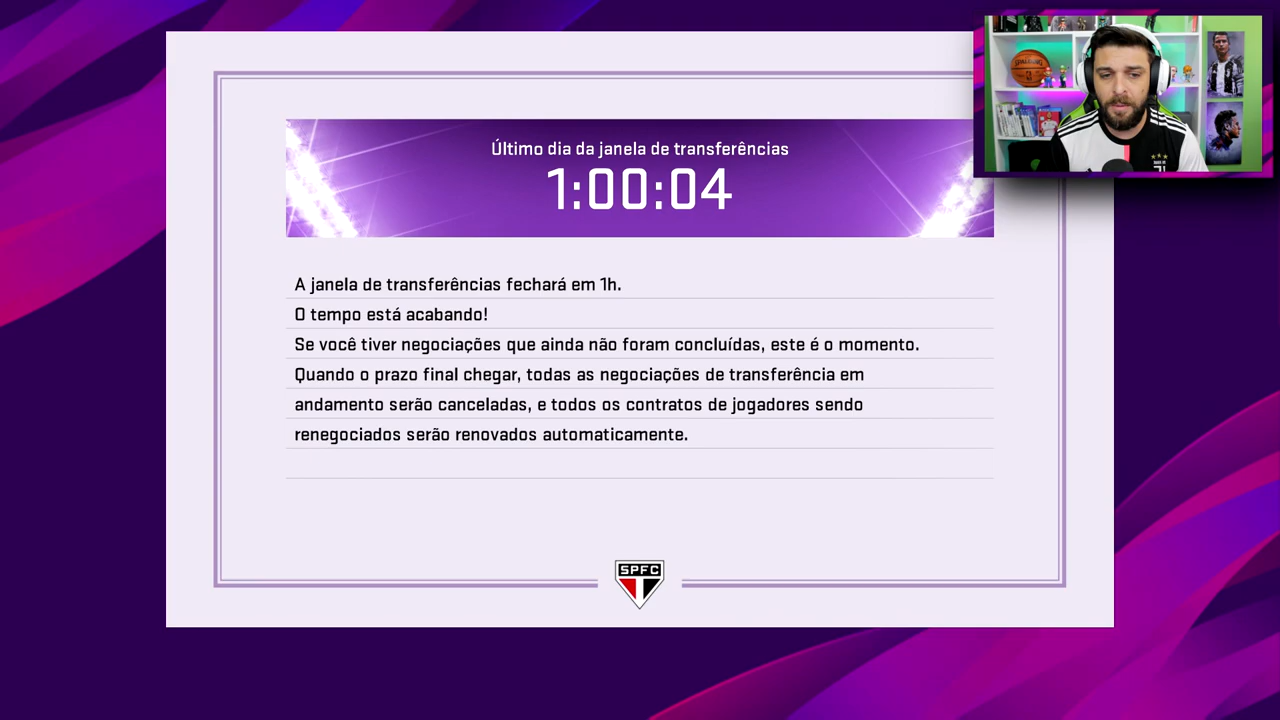 Último dia da janela de transferências
1:00:04
A janela de transferências fechará em 1h.
O tempo está acabando!
Se você tiver negociações que ainda não foram concluídas, este é o momento.
Quando o prazo final chegar, todas as negociações de transferência em
andamento serão canceladas, e todos os contratos de jogadores sendo
renegociados serão renovados automaticamente.
SPFC
SPALDING